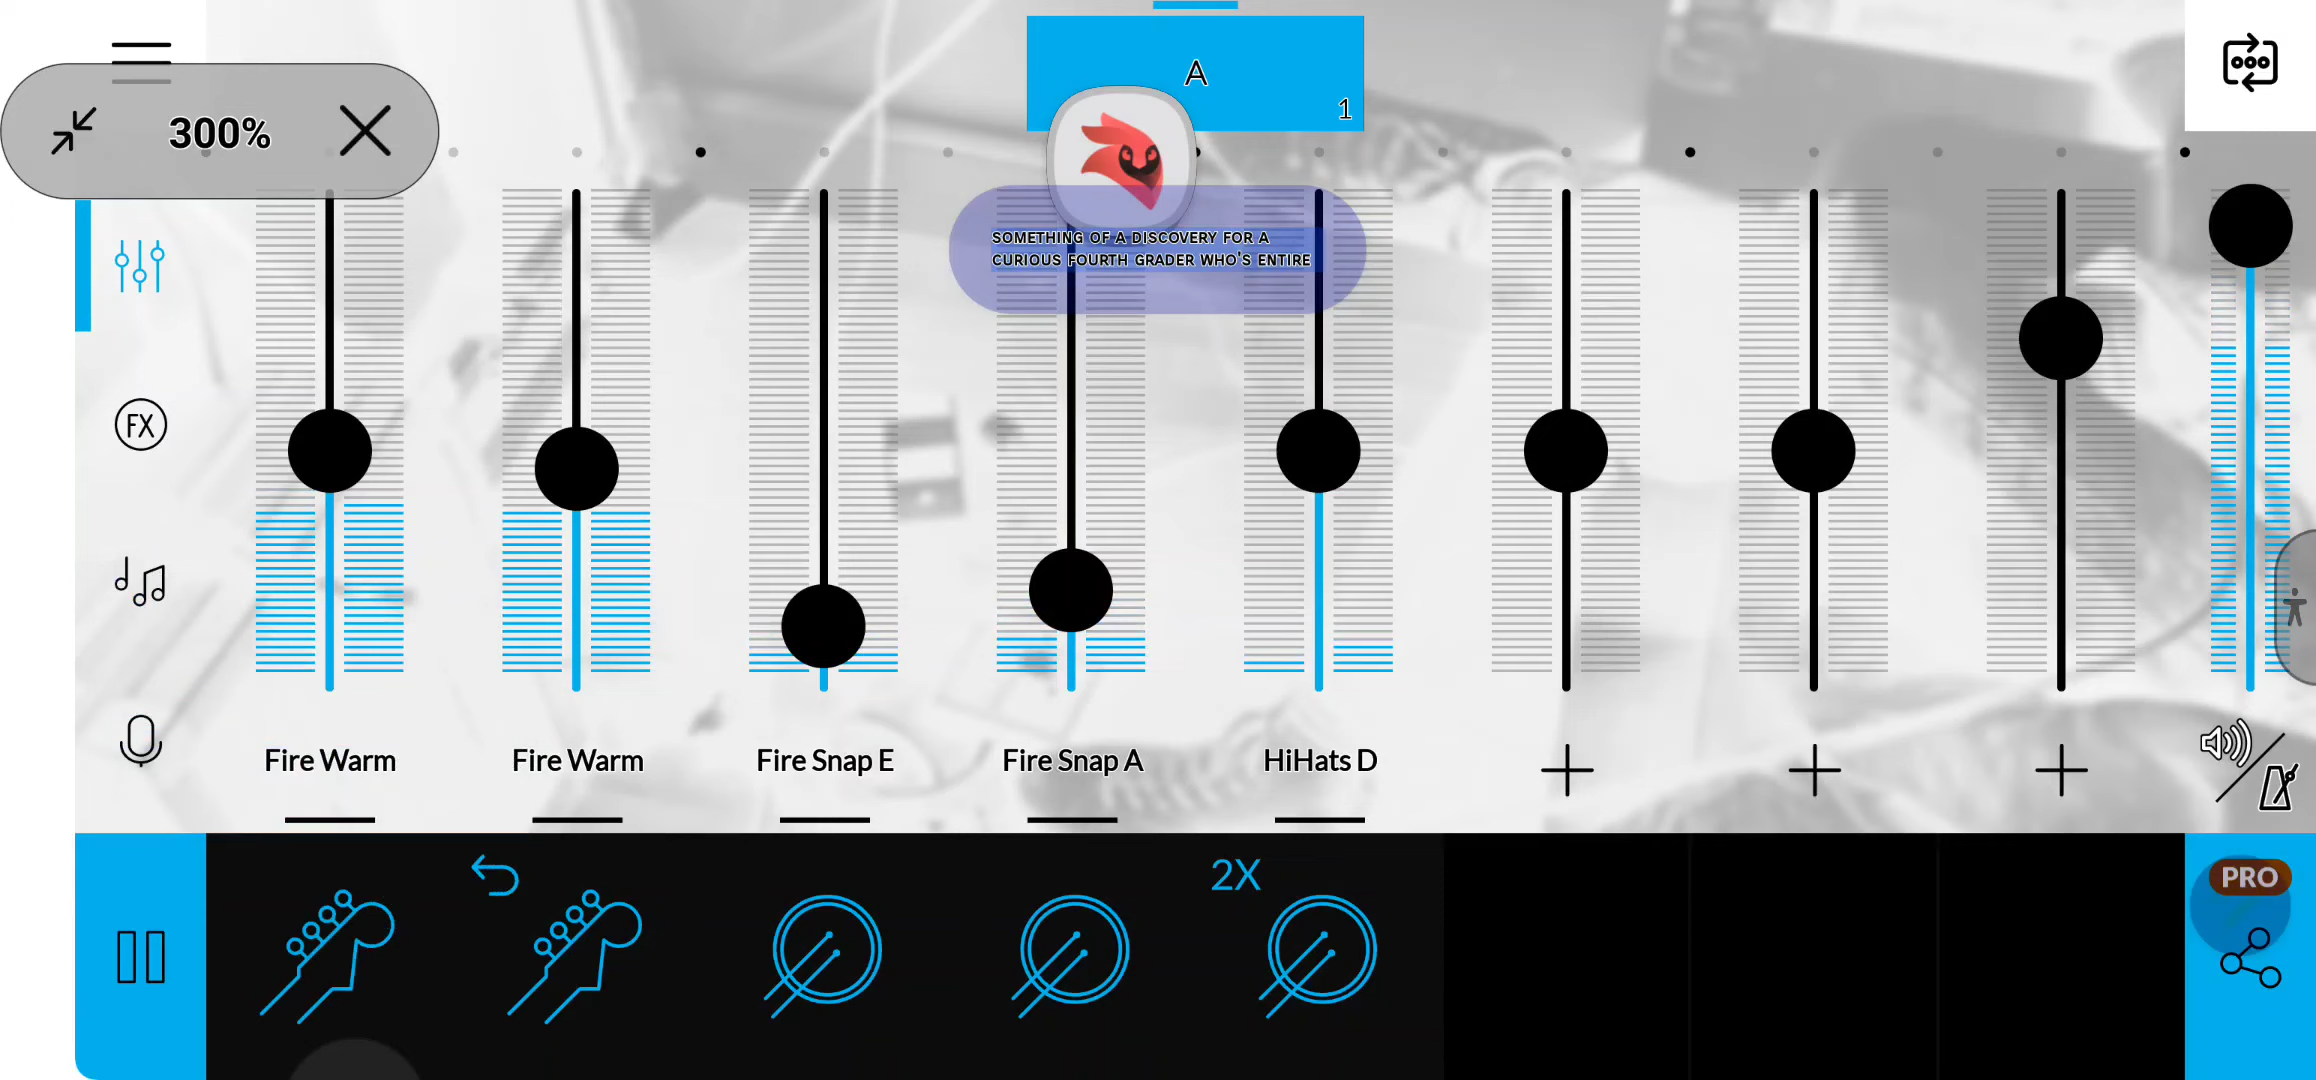 A
1
300%
SOMETHING OF A DISCOVERY FOR A
CURIOUS FOURTH GRADER WHO'S ENTIRE
FX
Fire Warm
Fire Warm
Fire Snap E
Fire Snap A
HiHats D
2X
PRO